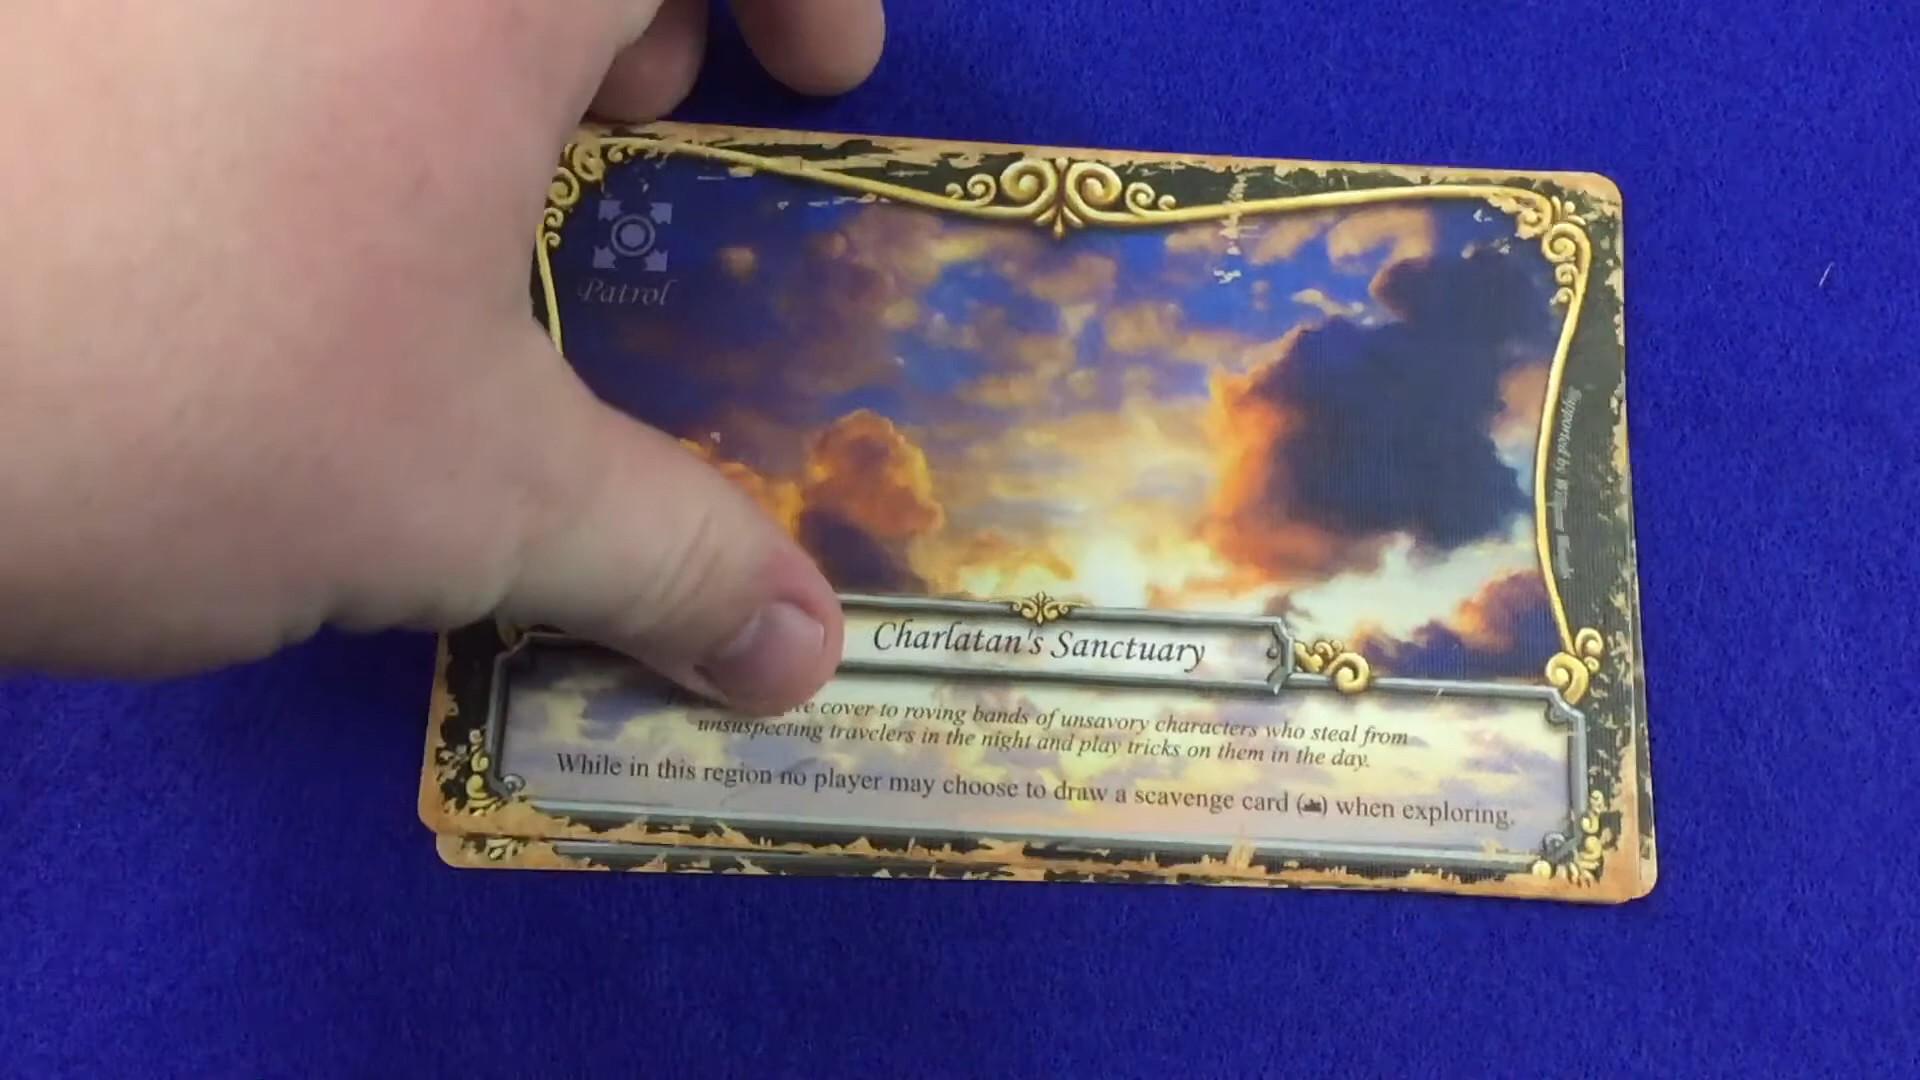 Patrol
Supported by
Charlatan's Sanctuary
cover to roving bands of unsavory characters who steal from
unsuspecting travelers in the night and play tricks on them in the day.
While in this region no player may choose to draw a scavenge card () when exploring.